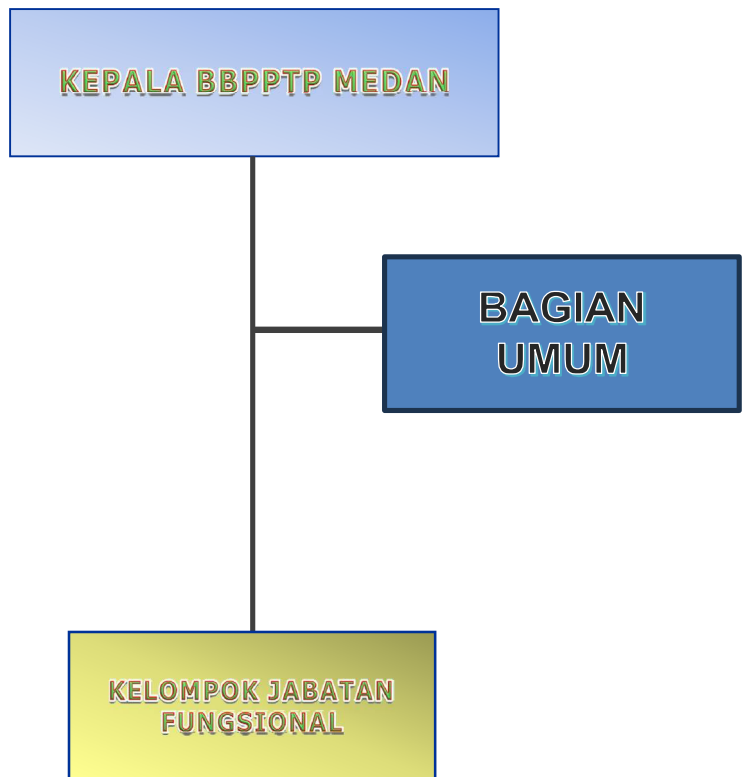 KEPALA BBPPTP MEDAN
BAGIAN
UMUM
KELOMPOK JABATAN
FUNGSIONAL